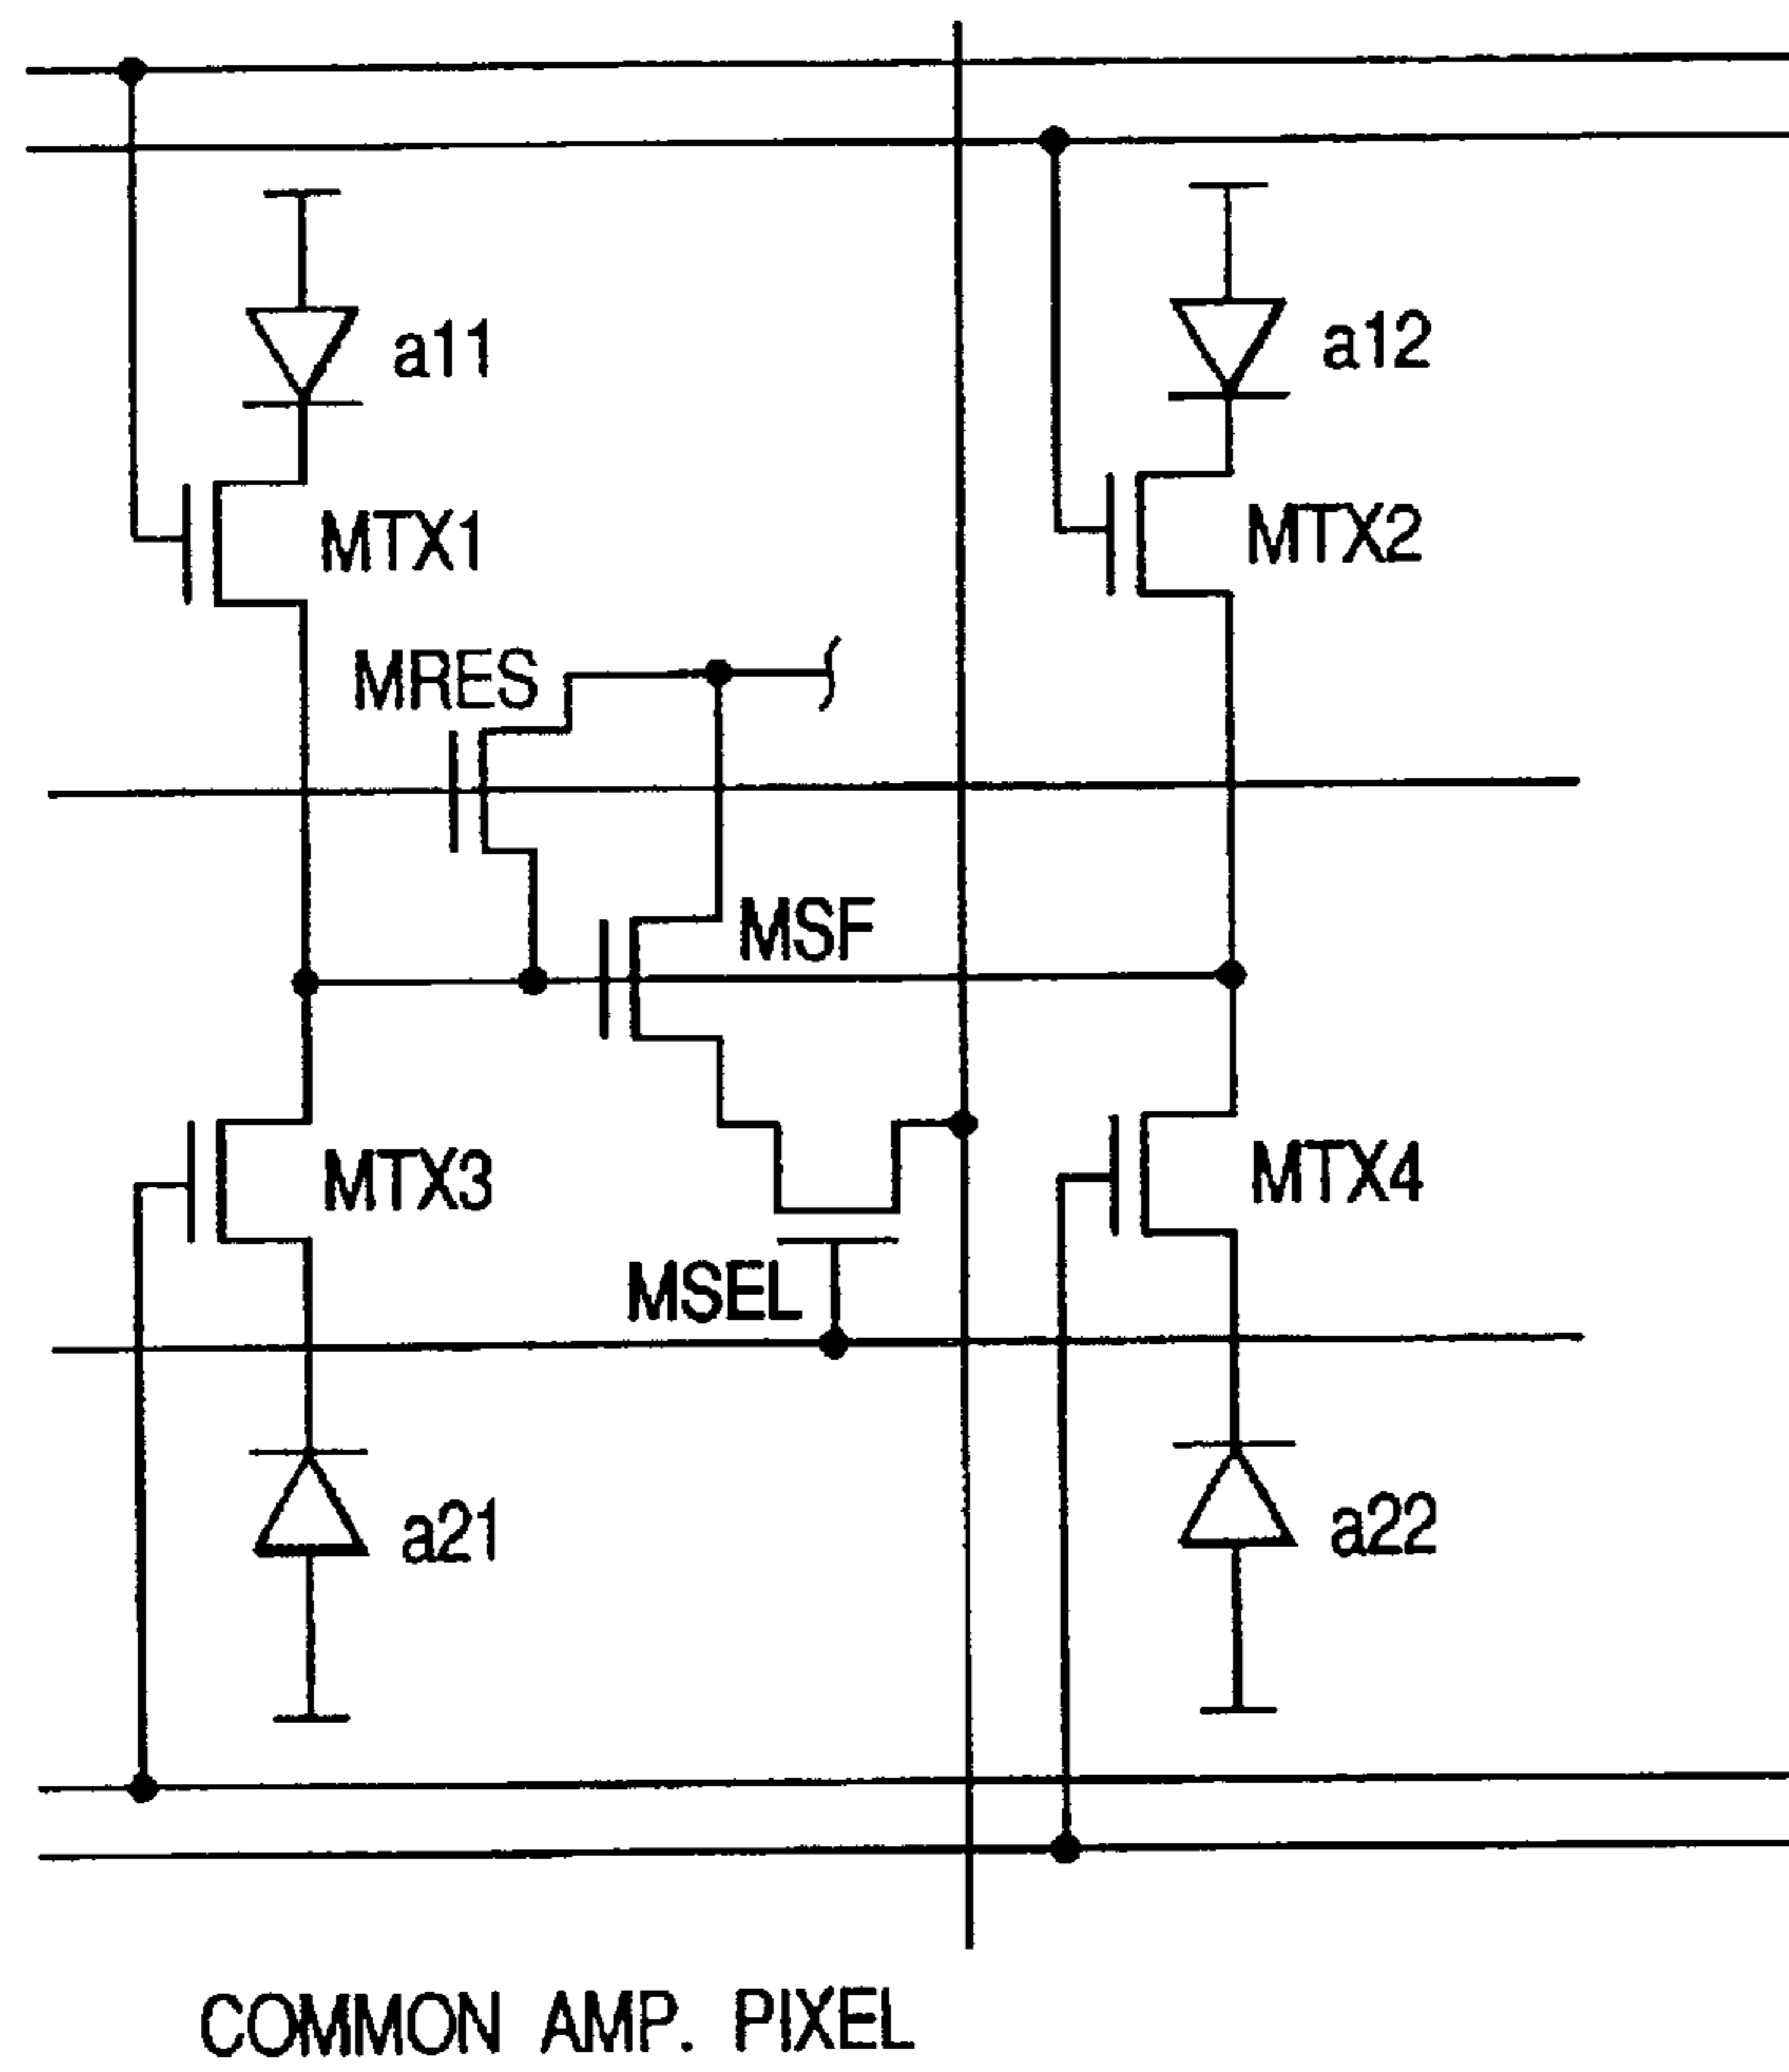 a11
a12
MTX1
MTX2
MRES
MSF
MTX3
MTX4
MSEL
a21
a22
COMMON AMP. PIXEL